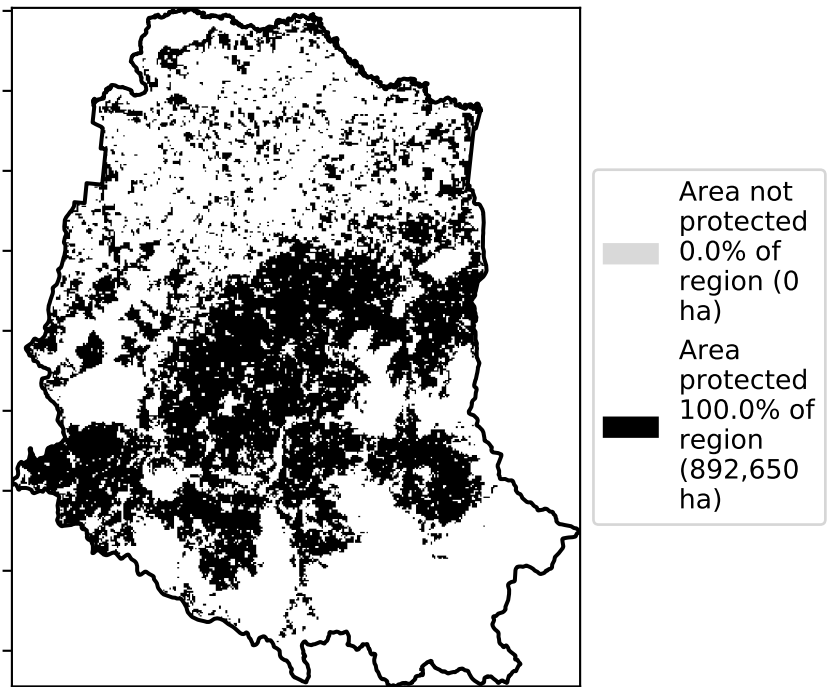 Area not
protected
0.0% of
region (0
ha)
Area
protected
100.0% of
region
(892,650
ha)